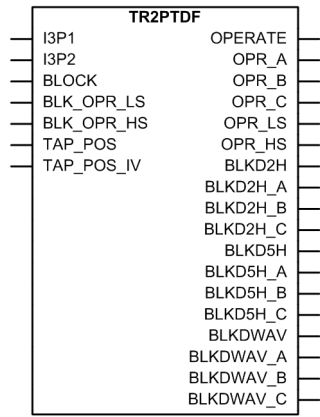 TR2PTDF
I3P1 OPERATE
I3P2 OPR_A
BLOCK OPR_B
BLK_OPR_LS OPR_C
BLK_OPR_HS OPR_LS
TAP_POS OPR_HS
TAP_POS_IV BLKD2H
BLKD2H_A
BLKD2H_B
BLKD2H_C
BLKD5H
BLKD5H_A
BLKD5H_B
BLKD5H_C
BLKDWAV
BLKDWAV_A
BLKDWAV_B
BLKDWAV_C